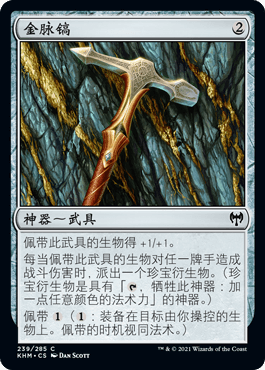 金脉镐 2
神器～武具
佩带此武具的生物得+1/+1。
每当佩带此武具的生物对任一牌手造成
战斗伤害时，派出一个珍宝衍生物。（珍
宝衍生物是具有「，牺牲此神器：加
一点任意颜色的法术力」的神器。）
佩带1（1：装备在目标由你操控的生
物上。佩带的时机视同法术。）
239/285 C
KHM • CS DAN SCOTT
™ & © 2021 Wizards of the Coast